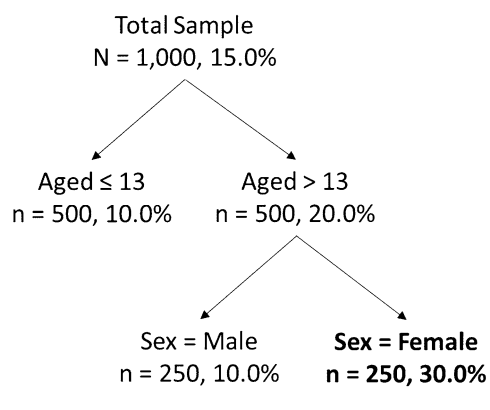 Total Sample
N = 1,000, 15.0%
Aged ≤ 13
n = 500, 10.0%
Aged > 13
n = 500, 20.0%
Sex = Male
n = 250, 10.0%
Sex = Female
n = 250, 30.0%